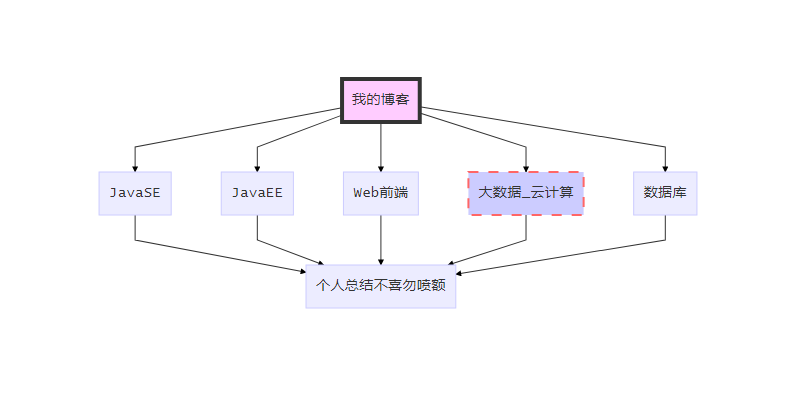 我的博客
JavaSE
JavaEE
Web前端
大数据_云计算
数据库
个人总结不喜勿喷额